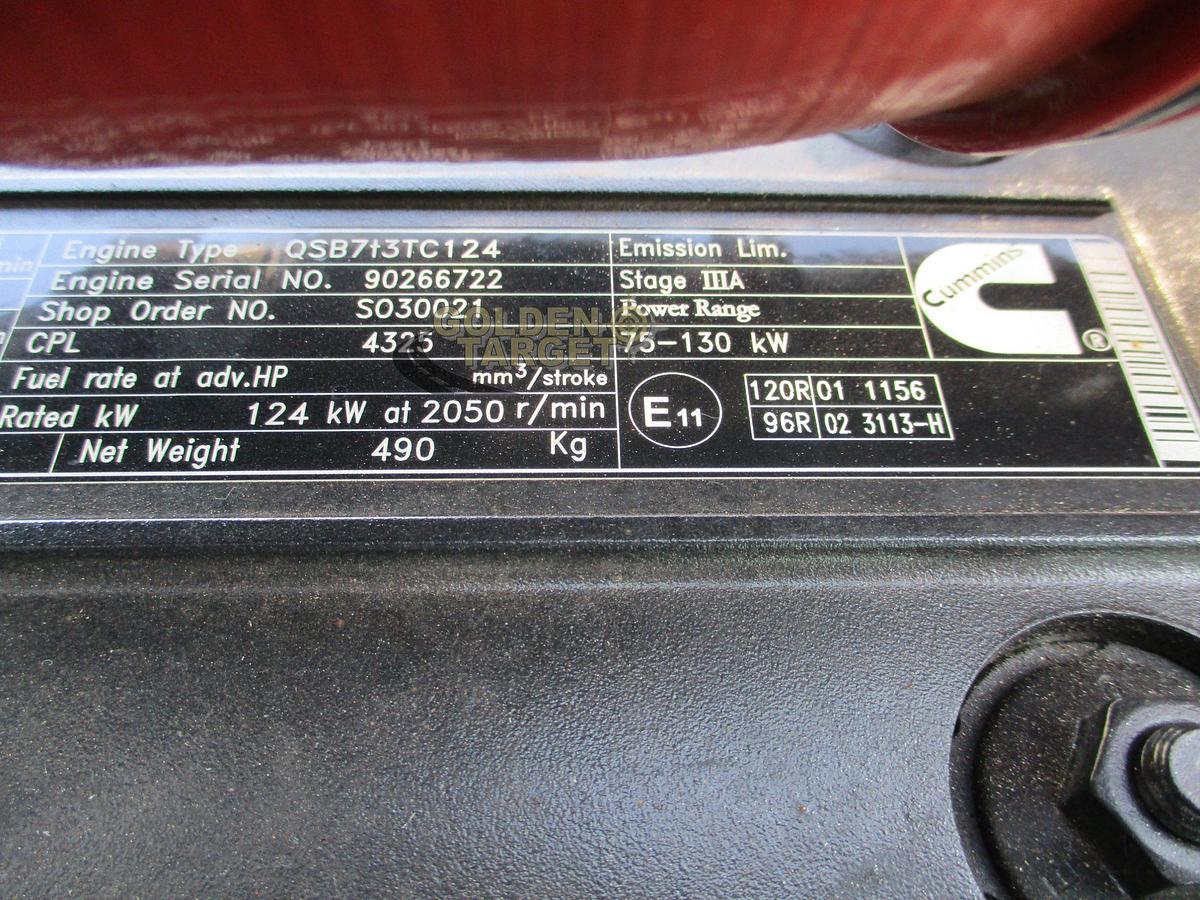 min
Engine Type QSB7t3TC124
Engine Serial NO. 90266722
Shop Order NO. SO30021
CPL 4325
Fuel rate at adv.HP mm³/stroke
Rated kW 124 kW at 2050 r/min
Net Weight 490 Kg
Emission Lim.
Stage IIIA
Power Range
75-130 kW
E11
120R 01 1156
96R 02 3113-H
Cummins
®
GOLDEN
TARGET